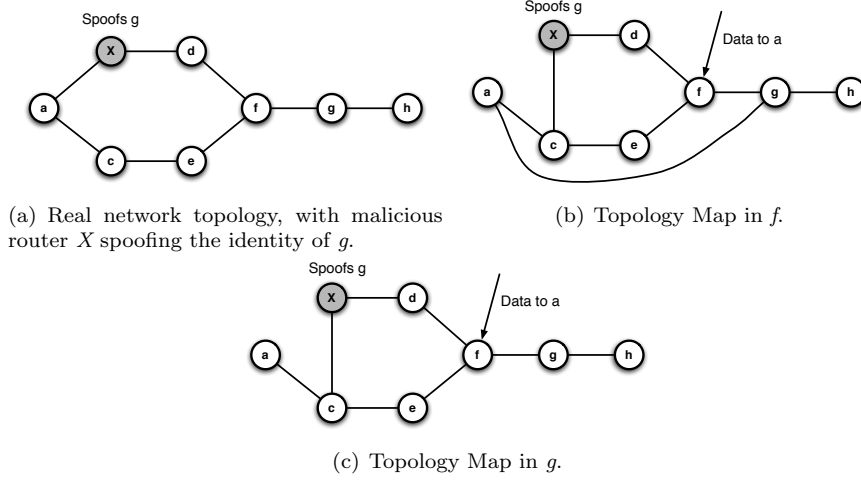 Spoofs g
X
d
a
f
g
h
c
e
(a) Real network topology, with malicious
router X spoofing the identity of g.
Spoofs g
X
d
Data to a
a
f
g
h
c
e
(b) Topology Map in f.
Spoofs g
X
d
Data to a
a
f
g
h
c
e
(c) Topology Map in g.